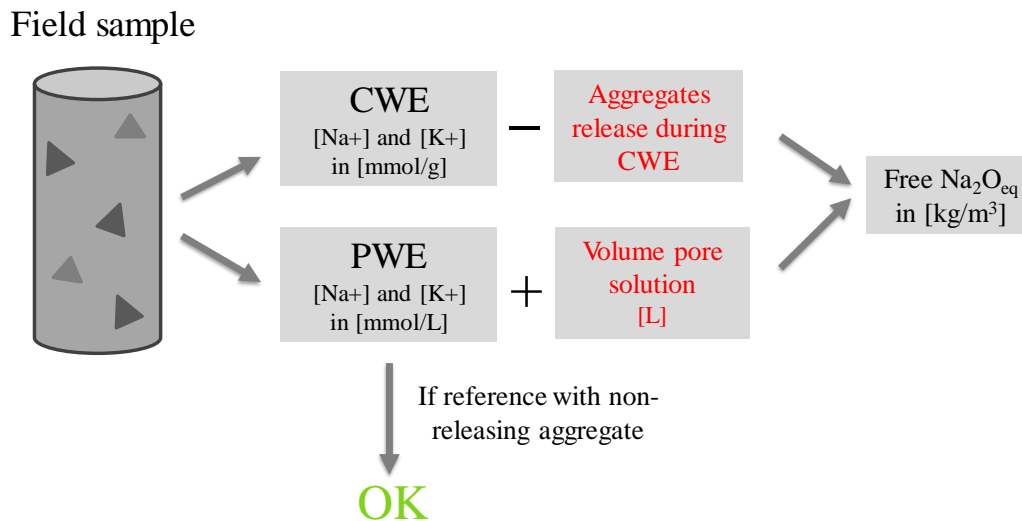 Field sample
CWE
[Na+] and [K+]
in [mmol/g]
−
Aggregates
release during
CWE
PWE
[Na+] and [K+]
in [mmol/L]
+
Volume pore
solution
[L]
Free Na₂Oeq
in [kg/m³]
If reference with non-
releasing aggregate
OK